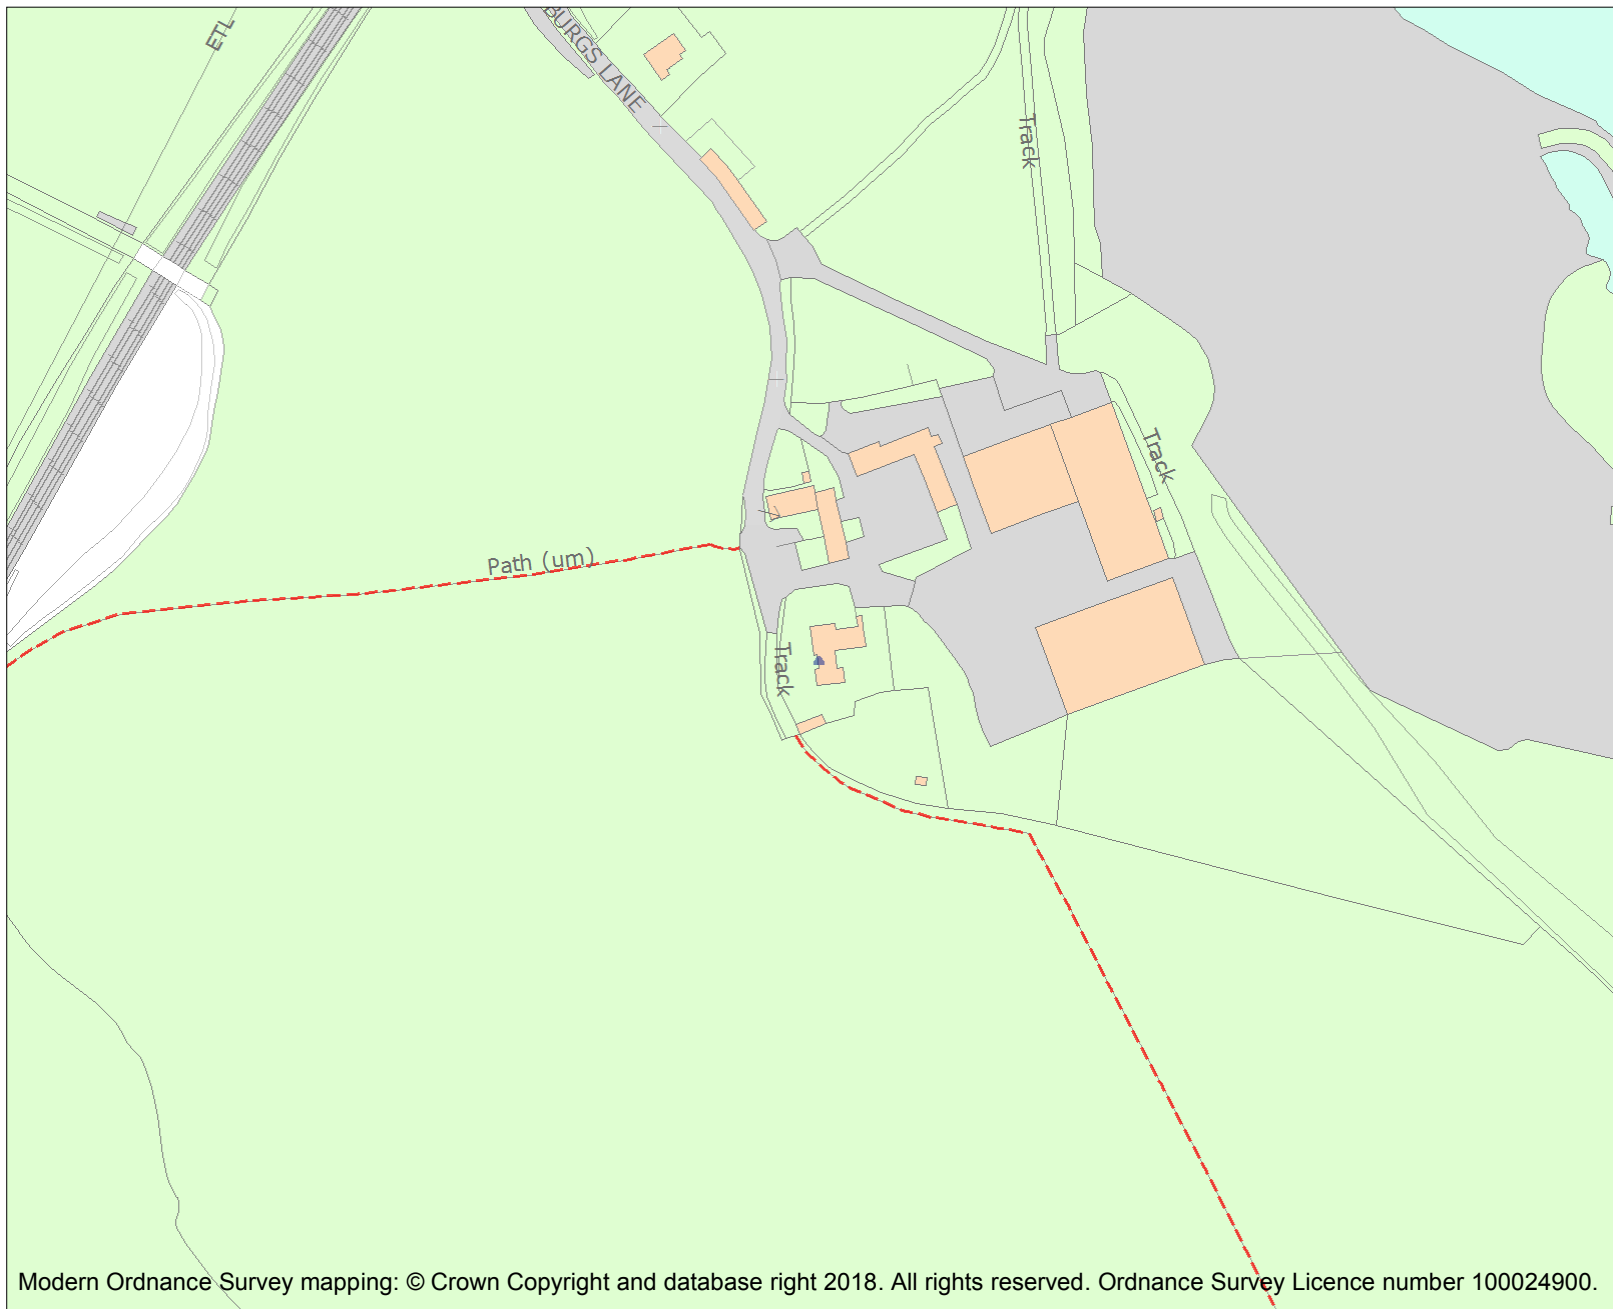 ETL
BURGS LANE
Track
Track
Path (um)
Track
Modern Ordnance Survey mapping: © Crown Copyright and database right 2018. All rights reserved. Ordnance Survey Licence number 100024900.